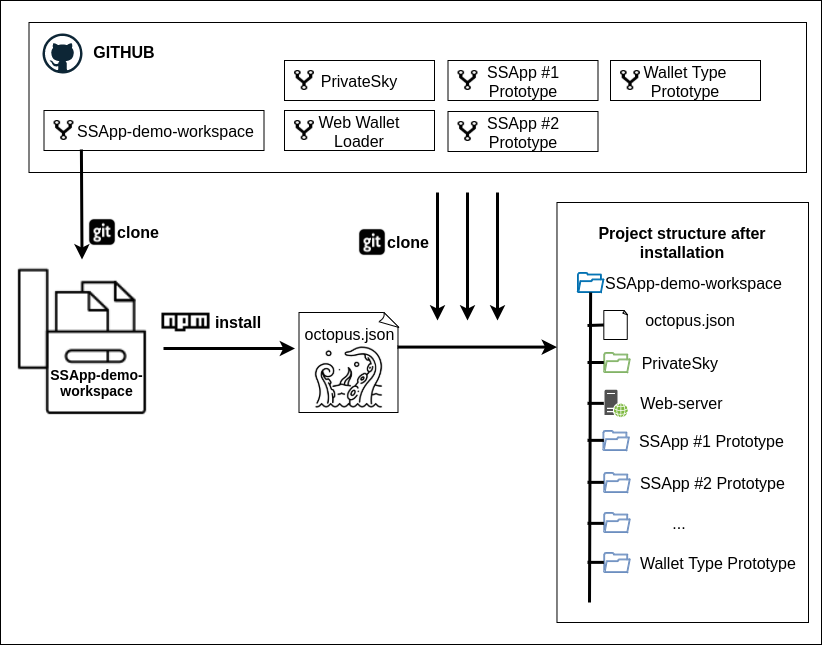 GITHUB
PrivateSky
SSApp #1
Prototype
Wallet Type
Prototype
SSApp-demo-workspace
Web Wallet
Loader
SSApp #2
Prototype
git clone
git clone
Project structure after
installation
SSApp-demo-workspace
octopus.json
PrivateSky
Web-server
SSApp #1 Prototype
SSApp #2 Prototype
...
Wallet Type Prototype
npm install
octopus.json
SSApp-demo-
workspace